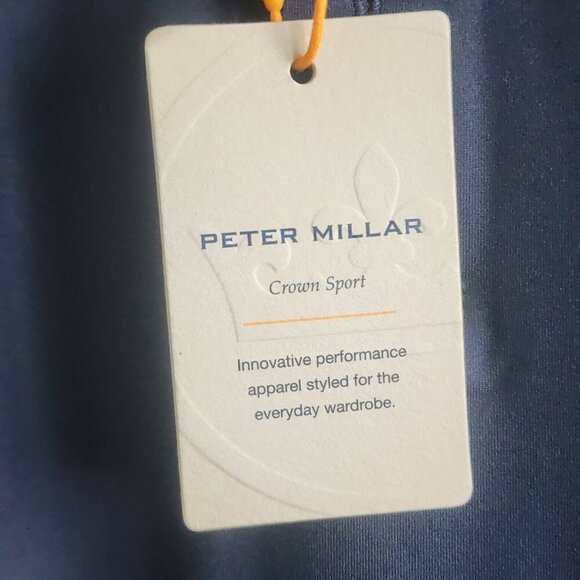 PETER MILLAR
Crown Sport
Innovative performance
apparel styled for the
everyday wardrobe.